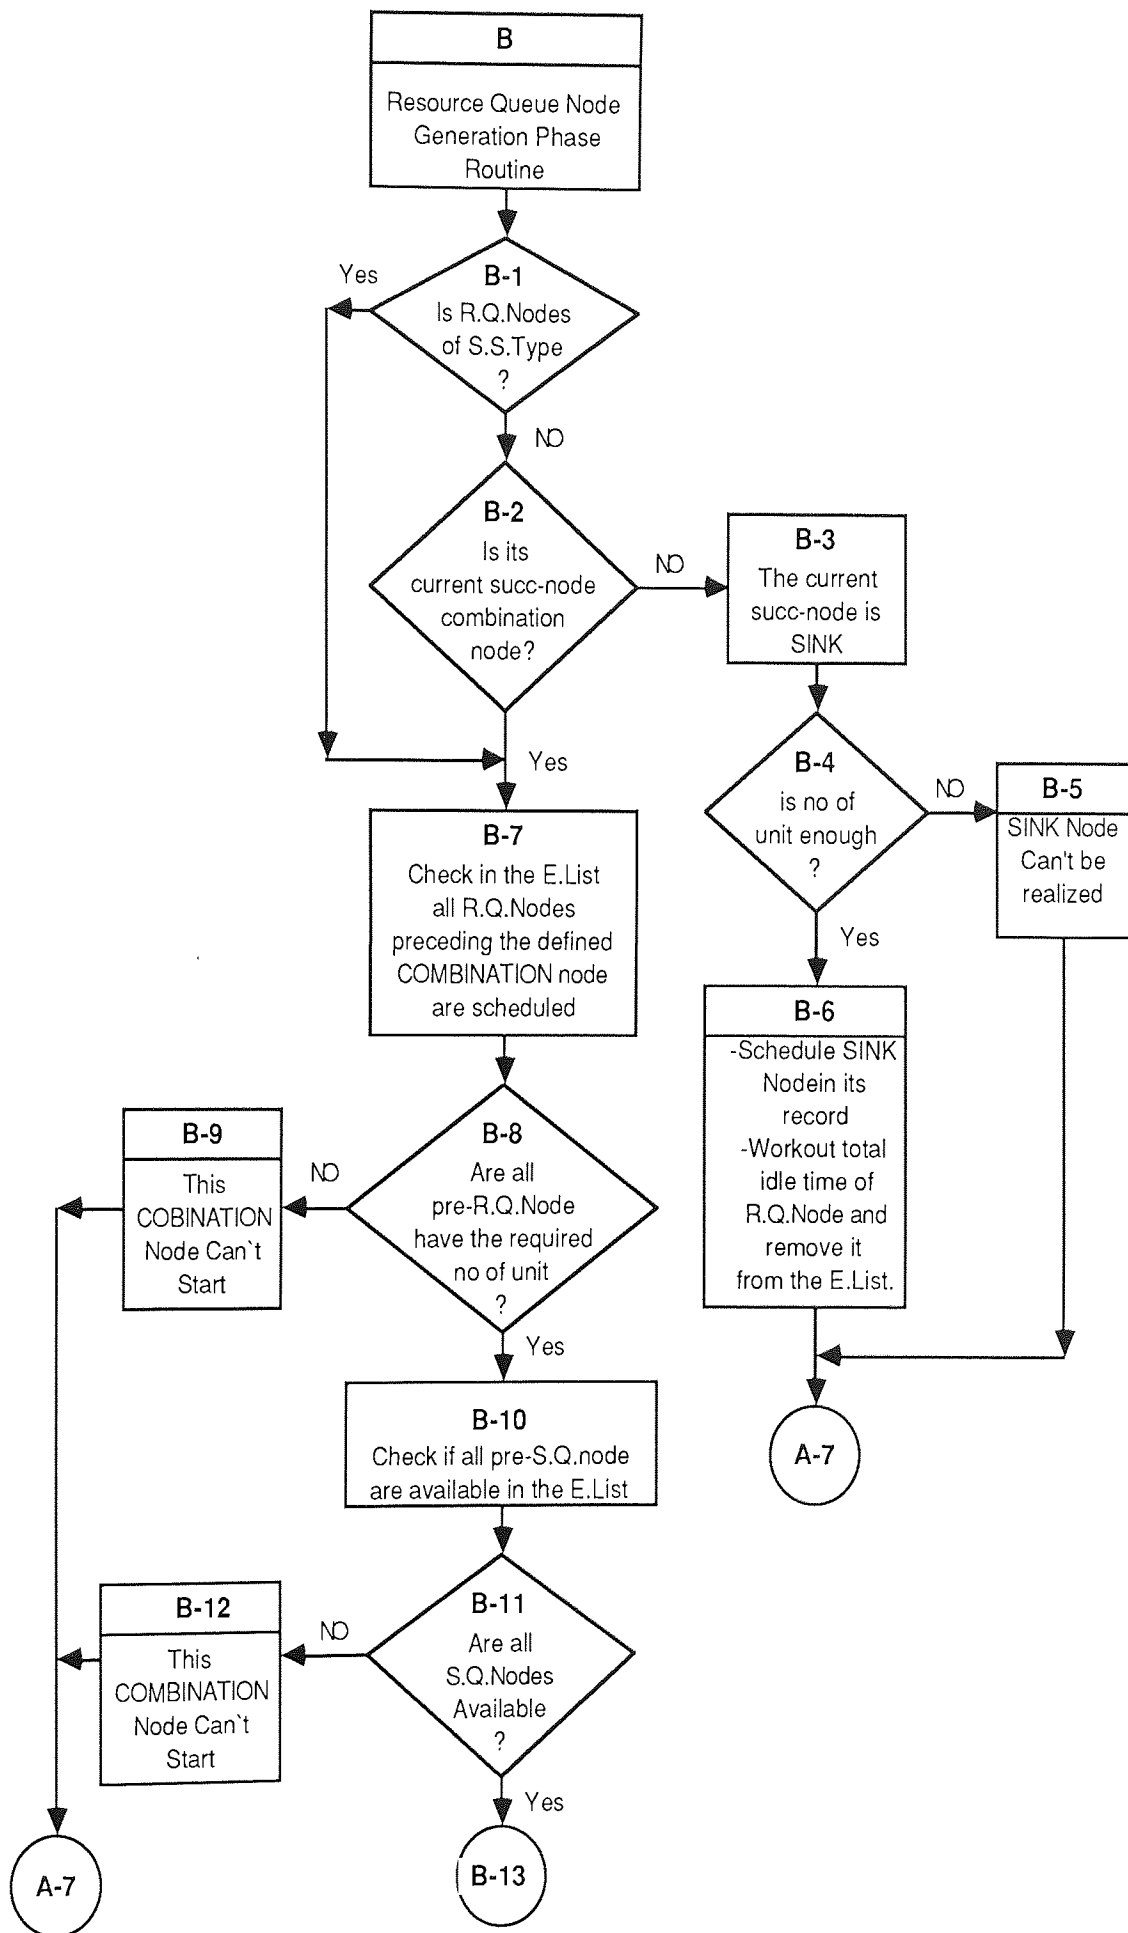 B
Resource Queue Node
Generation Phase
Routine
Yes
B-1
Is R.Q.Nodes
of S.S.Type
?
NO
B-2
Is its
current succ-node
combination
node?
NO
B-3
The current
succ-node is
SINK
Yes
B-4
is no of
unit enough
?
NO
B-5
SINK Node
Can't be
realized
B-7
Check in the E.List
all R.Q.Nodes
preceding the defined
COMBINATION node
are scheduled
Yes
B-6
-Schedule SINK
Nodein its
record
-Workout total
idle time of
R.Q.Node and
remove it
from the E.List.
B-8
Are all
pre-R.Q.Node
have the required
no of unit
?
NO
B-9
This
COBINATION
Node Can`t
Start
Yes
A-7
B-10
Check if all pre-S.Q.node
are available in the E.List
B-11
Are all
S.Q.Nodes
Available
?
NO
B-12
This
COMBINATION
Node Can`t
Start
Yes
A-7
B-13